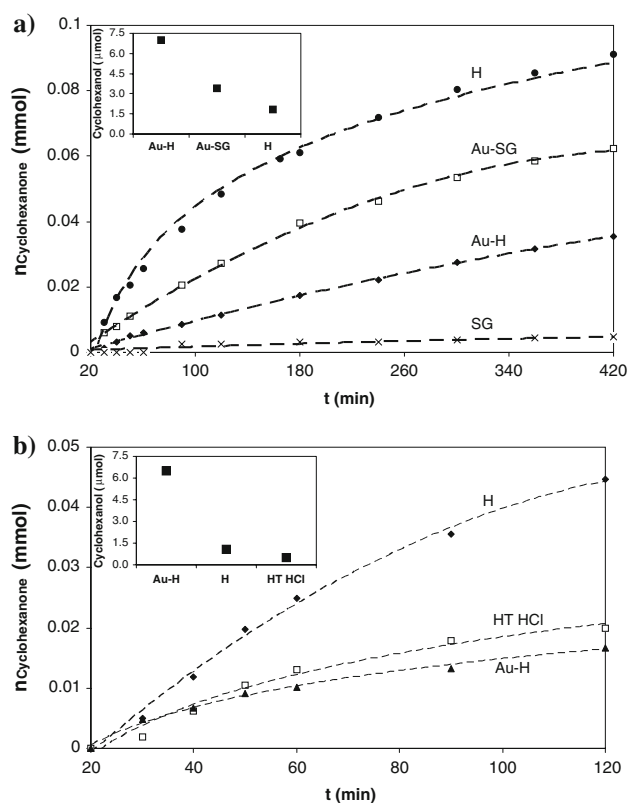 a)
0.1
0.08
0.06
0.04
0.02
0
nCyclohexanone (mmol)
Cyclohexanol (μmol)
7.5
6.0
4.5
3.0
1.5
0.0
Au-H Au-SG H
H
Au-SG
Au-H
SG
20 100 180 260 340 420
t (min)
b)
0.05
0.04
0.03
0.02
0.01
0
nCyclohexanone (mmol)
Cyclohexanol (μmol)
7.5
6.0
4.5
3.0
1.5
0.0
Au-H H HT HCl
H
HT HCl
Au-H
20 40 60 80 100 120
t (min)